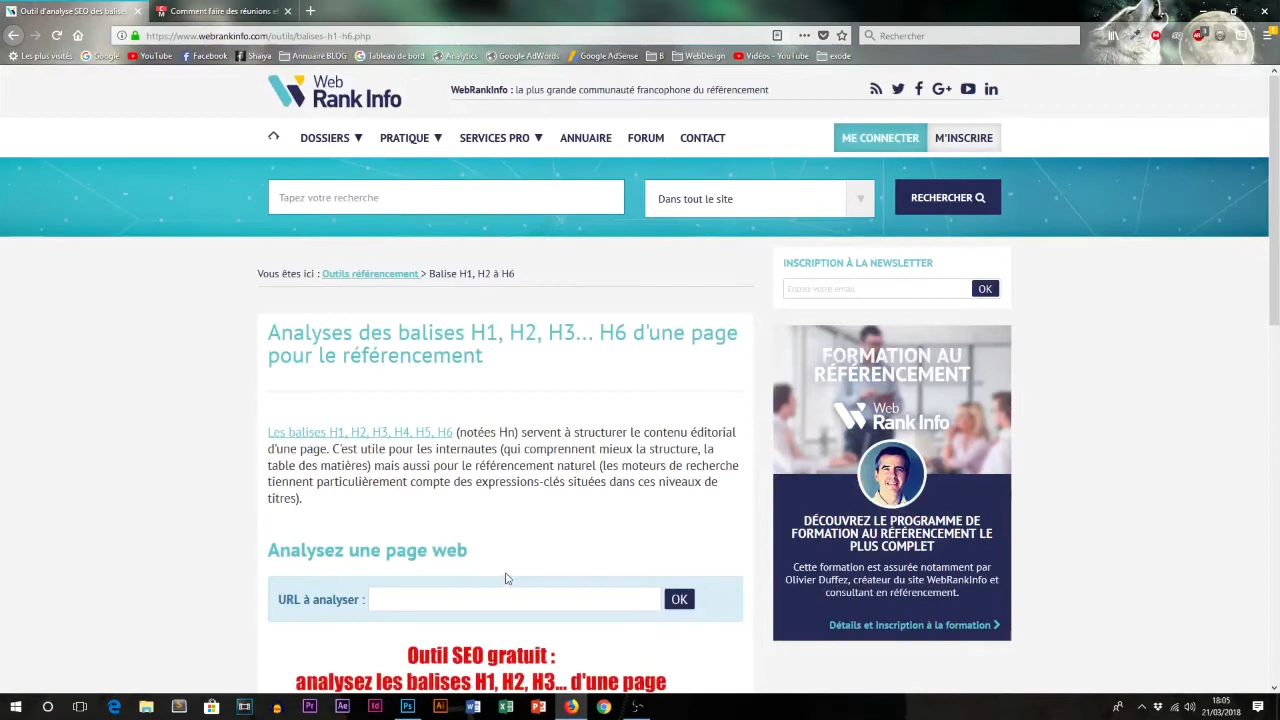 Outil d'analyse SEO des balises
Comment faire des réunions e
https://www.webrankinfo.com/outils/balises-h1-h6.php
Rechercher
Les plus visités
Google
YouTube
Facebook
Shaiya
Annuaire BLOG
Tableau de bord
Analytics
Google AdWords
Google AdSense
B
WebDesign
Vidéos - YouTube
exode
Web
Rank Info
WebRankInfo : la plus grande communauté francophone du référencement
DOSSIERS ▼
PRATIQUE ▼
SERVICES PRO ▼
ANNUAIRE
FORUM
CONTACT
ME CONNECTER
M'INSCRIRE
Tapez votre recherche
Dans tout le site
RECHERCHER
Vous êtes ici : Outils référencement > Balise H1, H2 à H6
INSCRIPTION À LA NEWSLETTER
Entrez votre email
OK
Analyses des balises H1, H2, H3... H6 d'une page
pour le référencement
Les balises H1, H2, H3, H4, H5, H6 (notées Hn) servent à structurer le contenu éditorial
d'une page. C'est utile pour les internautes (qui comprennent mieux la structure, la
table des matières) mais aussi pour le référencement naturel (les moteurs de recherche
tiennent particulièrement compte des expressions-clés situées dans ces niveaux de
titres).
Analysez une page web
URL à analyser :
OK
Outil SEO gratuit :
analysez les balises H1, H2, H3... d'une page
FORMATION AU
RÉFÉRENCEMENT
Web
Rank Info
DÉCOUVREZ LE PROGRAMME DE
FORMATION AU RÉFÉRENCEMENT LE
PLUS COMPLET
Cette formation est assurée notamment par
Olivier Duffez, créateur du site WebRankInfo et
consultant en référencement.
Détails et inscription à la formation
18:05
21/03/2018